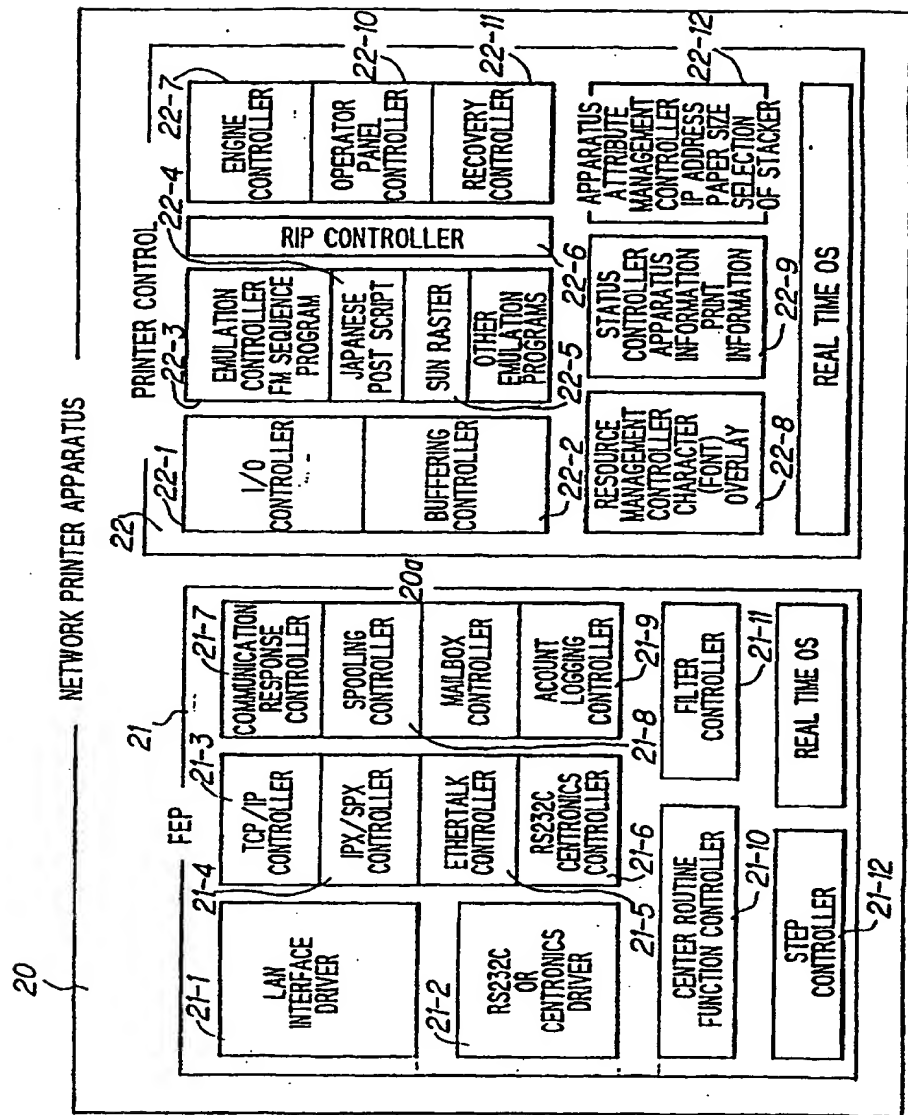 NETWORK PRINTER APPARATUS
20
FEP
21
21-1
LAN
INTERFACE
DRIVER
21-2
RS232C
OR
CENTRONICS
DRIVER
21-3
TCP/IP
CONTROLLER
21-4
IPX/SPX
CONTROLLER
ETHERTALK
CONTROLLER
21-5
RS232C
CENTRONICS
CONTROLLER
21-6
21-7
COMMUNICATION
RESPONSE
CONTROLLER
SPOOLING
CONTROLLER
20a
MAILBOX
CONTROLLER
21-8
ACOUNT
LOGGING
CONTROLLER
21-9
CENTER ROUTINE
FUNCTION CONTROLLER
21-10
FILTER
CONTROLLER
21-11
STEP
CONTROLLER
21-12
REAL TIME OS
PRINTER CONTROL
22
22-1
I/O
CONTROLLER
BUFFERING
CONTROLLER
22-2
22-3
EMULATION
CONTROLLER
FM SEQUENCE
PROGRAM
22-4
JAPANESE
POST SCRIPT
SUN RASTER
22-5
OTHER
EMULATION
PROGRAMS
RIP CONTROLLER
22-6
22-7
ENGINE
CONTROLLER
OPERATOR
PANEL
CONTROLLER
22-10
RECOVERY
CONTROLLER
22-11
RESOURCE
MANAGEMENT
CONTROLLER
CHARACTER
(FONT)
OVERLAY
22-8
STATUS
CONTROLLER
APPARATUS
INFORMATION
PRINT
INFORMATION
22-9
APPARATUS
ATTRIBUTE
MANAGEMENT
CONTROLLER
IP ADDRESS
PAPER SIZE
SELECTION
OF STACKER
22-12
REAL TIME OS